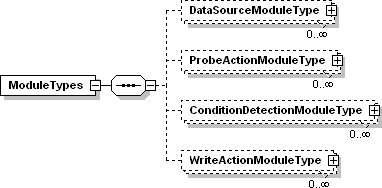 DataSourceModuleType
0..∞
ProbeActionModuleType
0..∞
ModuleTypes
ConditionDetectionModuleType
0..∞
WriteActionModuleType
0..∞